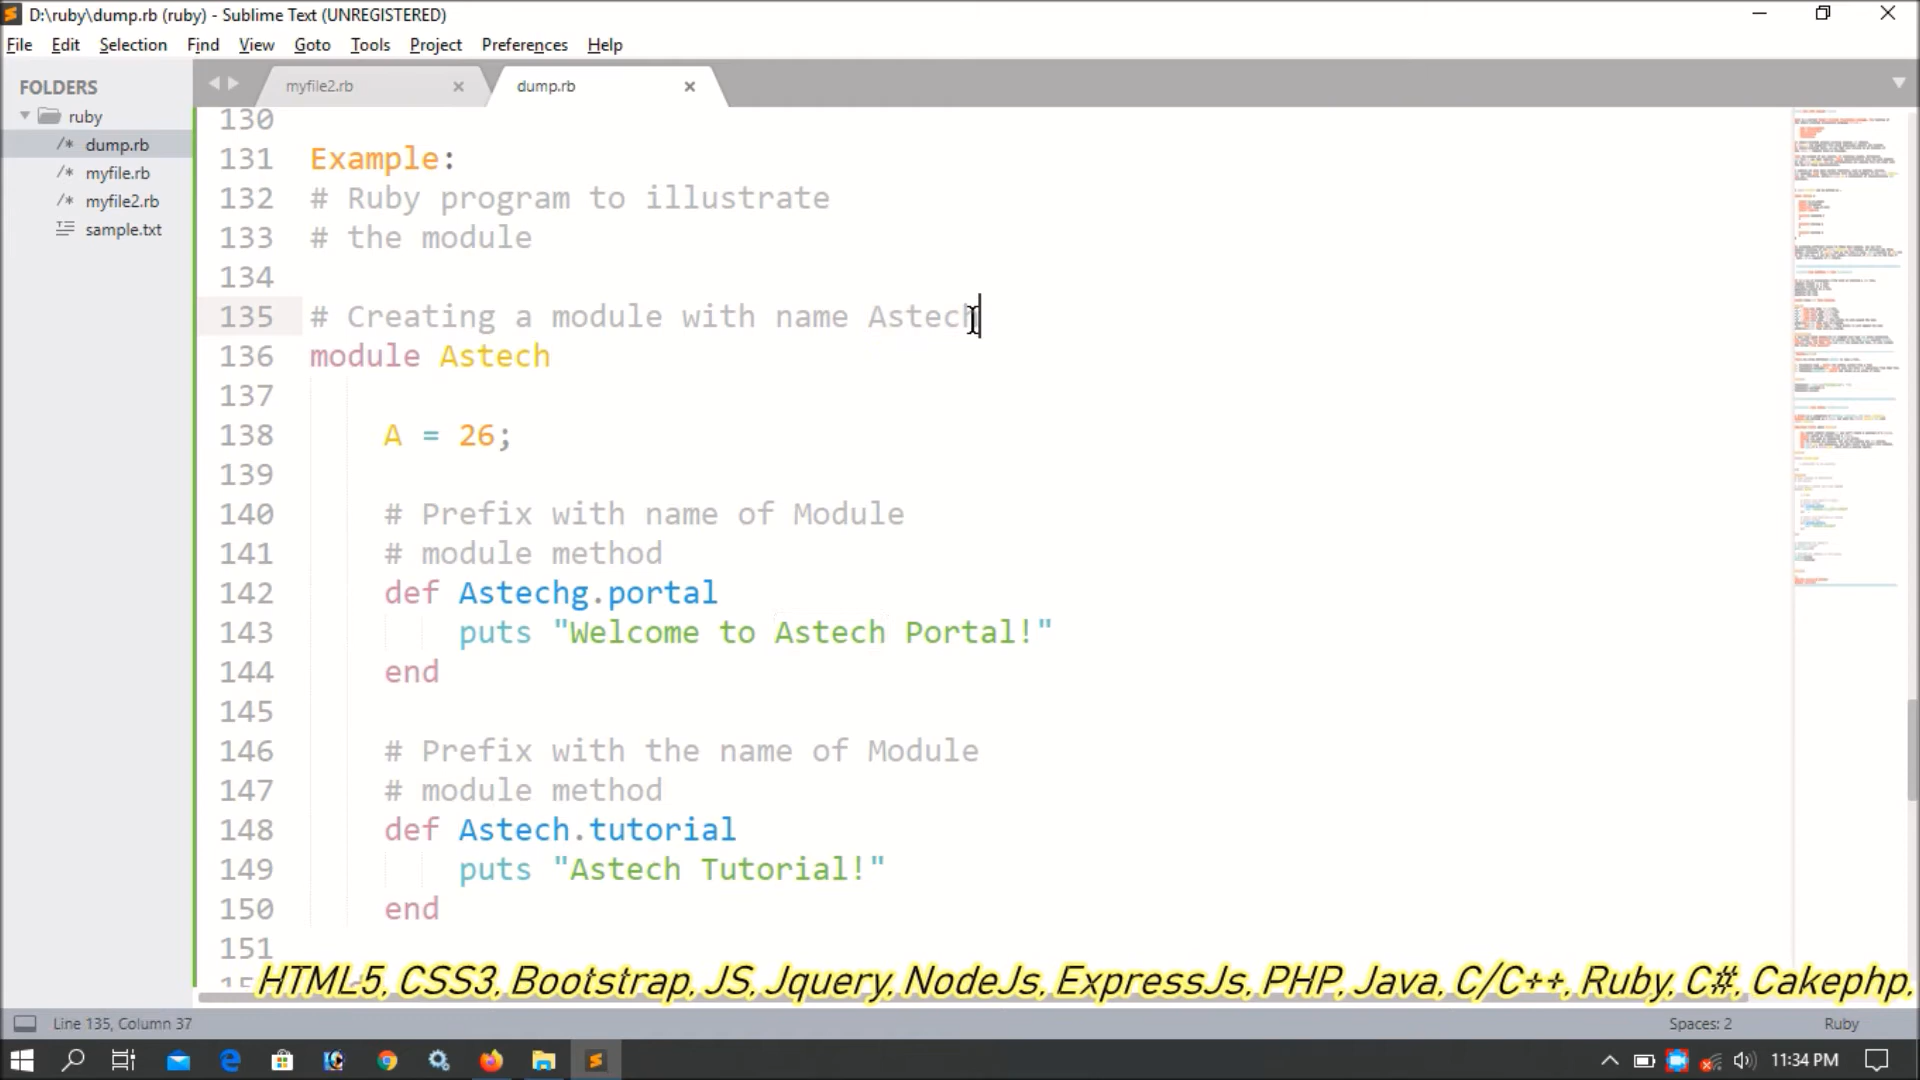 D:\ruby\dump.rb (ruby) - Sublime Text (UNREGISTERED)
File Edit Selection Find View Goto Tools Project Preferences Help
FOLDERS
ruby
/* dump.rb
/* myfile.rb
/* myfile2.rb
sample.txt
myfile2.rb dump.rb
130
131 Example:
132 # Ruby program to illustrate
133 # the module
134
135 # Creating a module with name Astech
136 module Astech
137
138 A = 26;
139
140 # Prefix with name of Module
141 # module method
142 def Astechg.portal
143 puts "Welcome to Astech Portal!"
144 end
145
146 # Prefix with the name of Module
147 # module method
148 def Astech.tutorial
149 puts "Astech Tutorial!"
150 end
151
HTML5, CSS3, Bootstrap, JS, Jquery, NodeJs, ExpressJs, PHP, Java, C/C++, Ruby, C#, Cakephp,
Line 135, Column 37 Spaces: 2 Ruby
11:34 PM